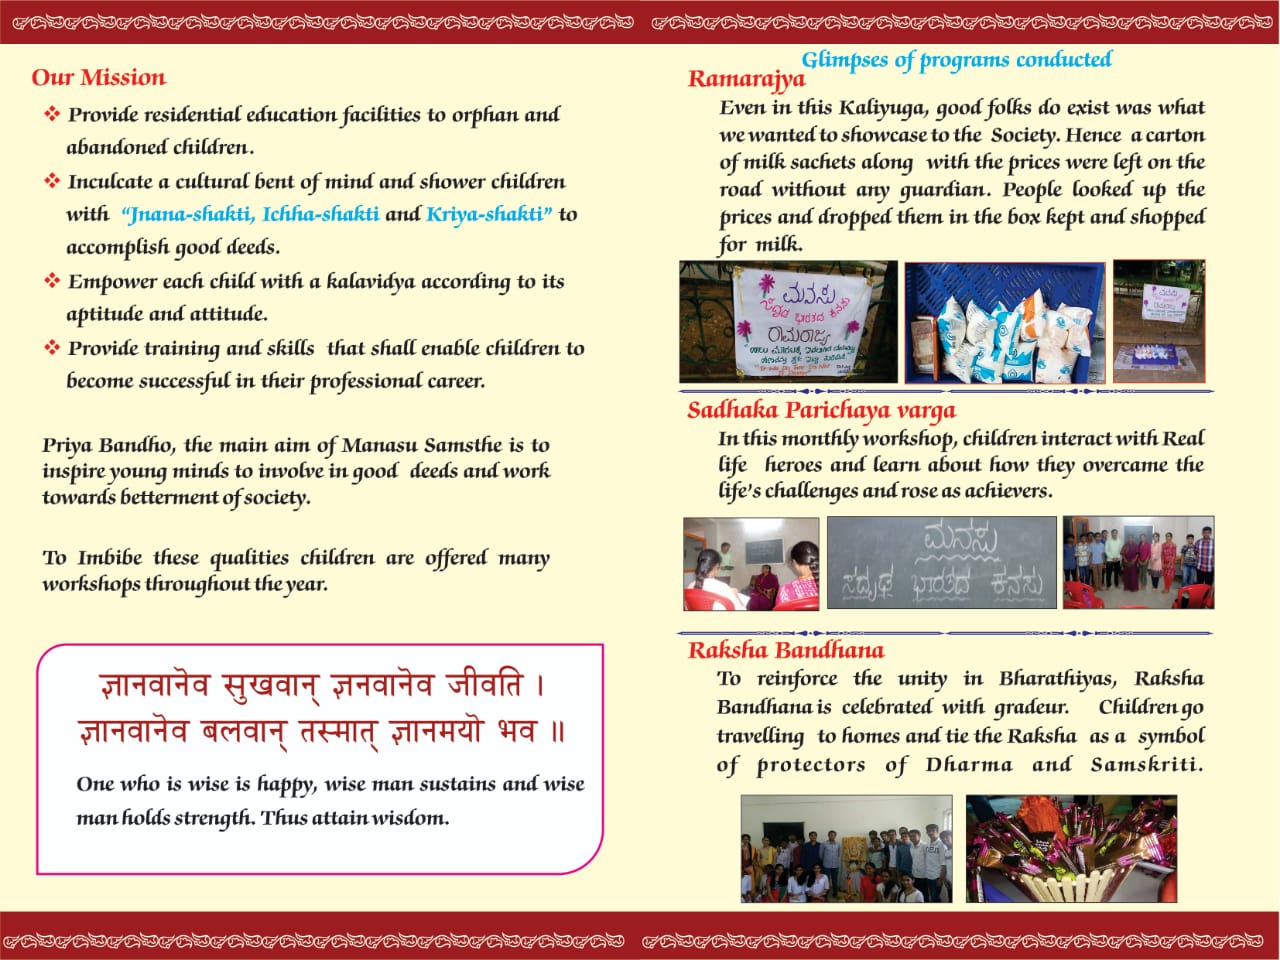 Our Mission
❖ Provide residential education facilities to orphan and
abandoned children.
❖ Inculcate a cultural bent of mind and shower children
with “Jnana-shakti, Ichha-shakti and Kriya-shakti” to
accomplish good deeds.
❖ Empower each child with a kalavidya according to its
aptitude and attitude.
❖ Provide training and skills that shall enable children to
become successful in their professional career.
Priya Bandho, the main aim of Manasu Samsthe is to
inspire young minds to involve in good deeds and work
towards betterment of society.
To Imbibe these qualities children are offered many
workshops throughout the year.
ज्ञानवानॆव सुखवान् ज्ञनवानॆव जीवति ।
ज्ञानवानॆव बलवान् तस्मात् ज्ञानमयॊ भव ॥
One who is wise is happy, wise man sustains and wise
man holds strength. Thus attain wisdom.
Glimpses of programs conducted
Ramarajya
Even in this Kaliyuga, good folks do exist was what
we wanted to showcase to the Society. Hence a carton
of milk sachets along with the prices were left on the
road without any guardian. People looked up the
prices and dropped them in the box kept and shopped
for milk.
ಮನಸು
ಭಾರತದ ಕನಸು
ರಾಮರಾಜ್ಯ
Sadhaka Parichaya varga
In this monthly workshop, children interact with Real
life heroes and learn about how they overcame the
life’s challenges and rose as achievers.
ಮನಸು
ಸದೃಢ ಭಾರತದ ಕನಸು
Raksha Bandhana
To reinforce the unity in Bharathiyas, Raksha
Bandhana is celebrated with gradeur. Children go
travelling to homes and tie the Raksha as a symbol
of protectors of Dharma and Samskriti.